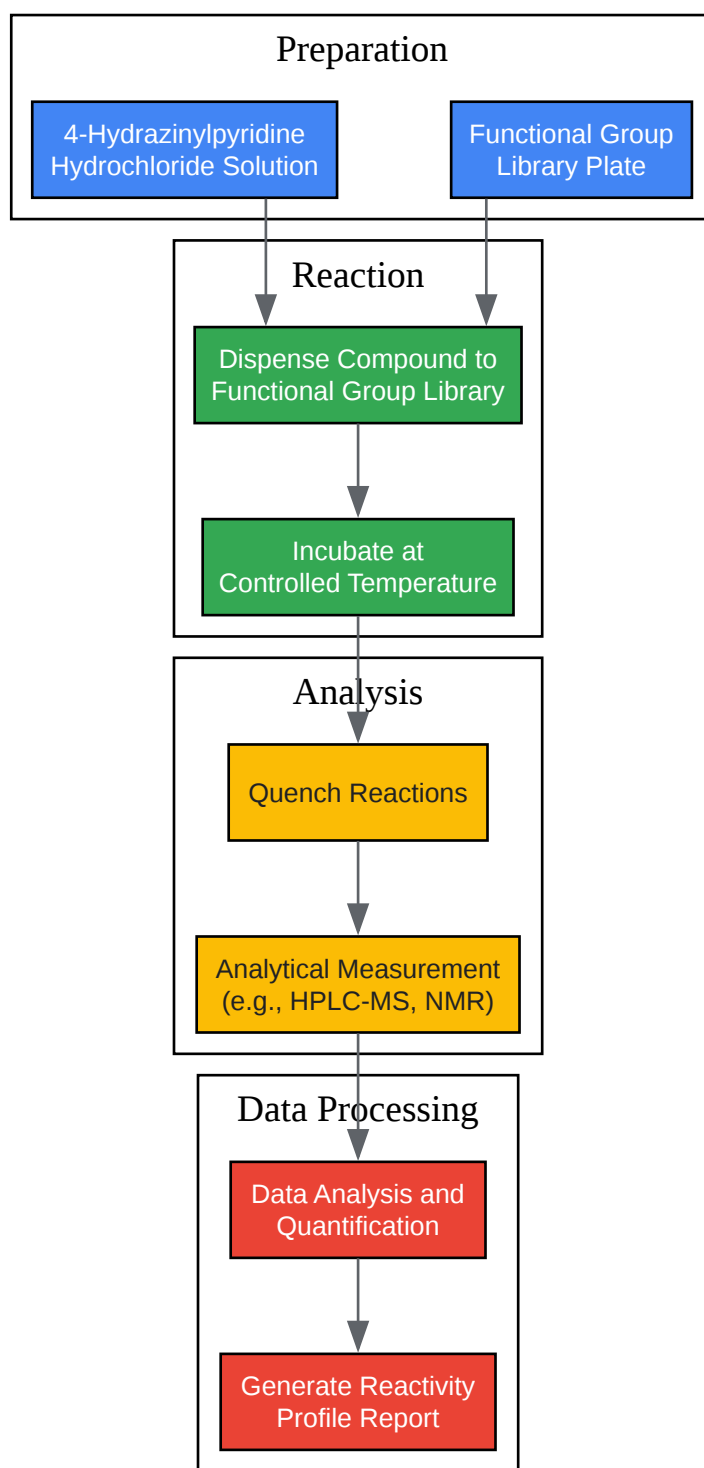 Preparation
4-Hydrazinylpyridine
Hydrochloride Solution
Functional Group
Library Plate
Reaction
Dispense Compound to
Functional Group Library
Incubate at
Controlled Temperature
Analysis
Quench Reactions
Analytical Measurement
(e.g., HPLC-MS, NMR)
Data Processing
Data Analysis and
Quantification
Generate Reactivity
Profile Report